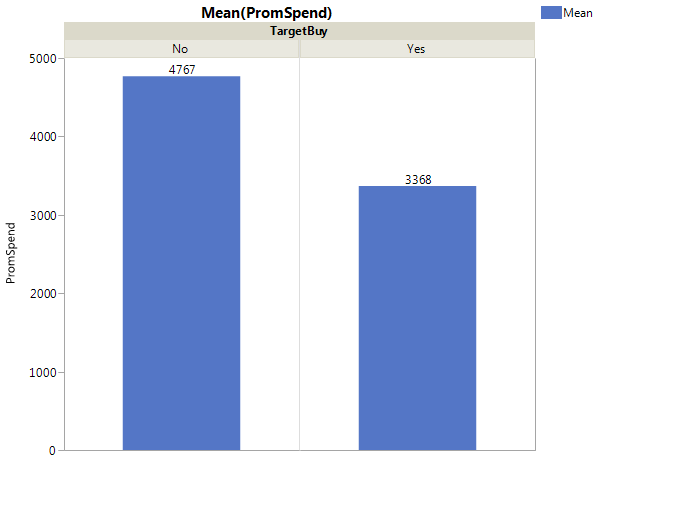 Mean(PromSpend)
Mean
TargetBuy
No Yes
5000
4767
4000
3368
3000
PromSpend
2000
1000
0